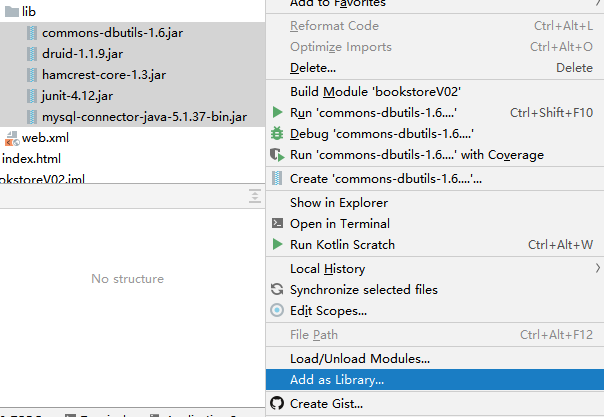 lib
commons-dbutils-1.6.jar
druid-1.1.9.jar
hamcrest-core-1.3.jar
junit-4.12.jar
mysql-connector-java-5.1.37-bin.jar
web.xml
index.html
okstoreV02.iml
No structure
Add to Favorites
Reformat Code Ctrl+Alt+L
Optimize Imports Ctrl+Alt+O
Delete... Delete
Build Module 'bookstoreV02'
Run 'commons-dbutils-1.6....' Ctrl+Shift+F10
Debug 'commons-dbutils-1.6....'
Run 'commons-dbutils-1.6....' with Coverage
Create 'commons-dbutils-1.6....'...
Show in Explorer
Open in Terminal
Run Kotlin Scratch Ctrl+Alt+W
Local History
Synchronize selected files
Edit Scopes...
File Path Ctrl+Alt+F12
Load/Unload Modules...
Add as Library...
Create Gist...